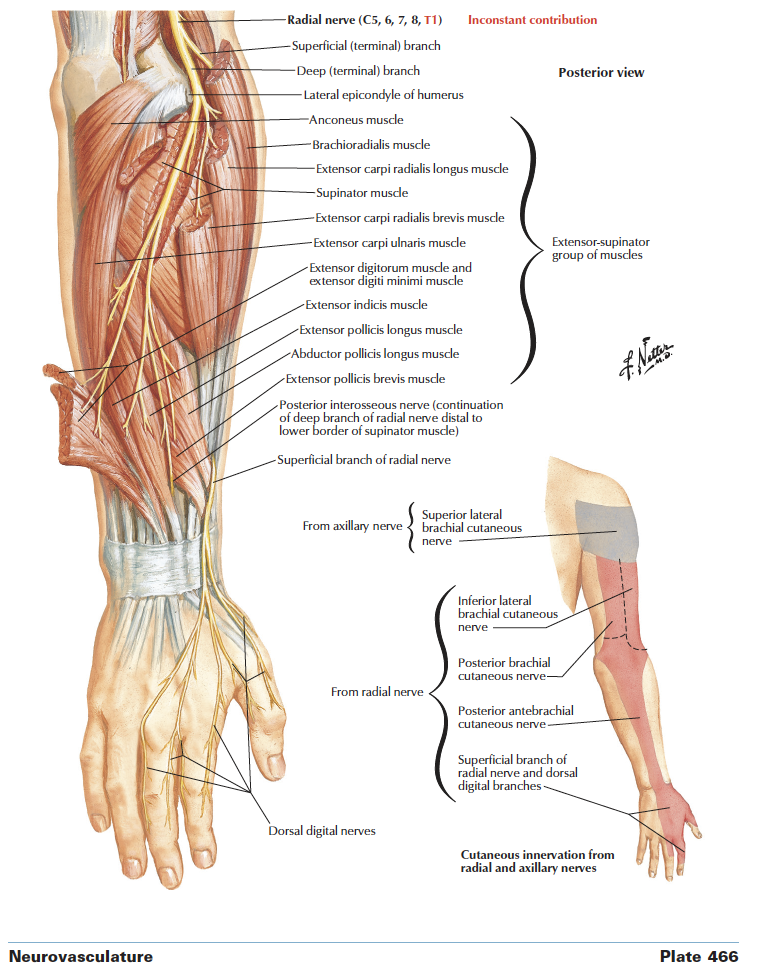 Radial nerve (C5, 6, 7, 8, T1) Inconstant contribution
Superficial (terminal) branch
Deep (terminal) branch
Posterior view
Lateral epicondyle of humerus
Anconeus muscle
Brachioradialis muscle
Extensor carpi radialis longus muscle
Supinator muscle
Extensor carpi radialis brevis muscle
Extensor carpi ulnaris muscle
Extensor-supinator
group of muscles
Extensor digitorum muscle and
extensor digiti minimi muscle
Extensor indicis muscle
Extensor pollicis longus muscle
Abductor pollicis longus muscle
Extensor pollicis brevis muscle
F. Netter
M.D.
Posterior interosseous nerve (continuation
of deep branch of radial nerve distal to
lower border of supinator muscle)
Superficial branch of radial nerve
From axillary nerve
Superior lateral
brachial cutaneous
nerve
Inferior lateral
brachial cutaneous
nerve
Posterior brachial
cutaneous nerve
From radial nerve
Posterior antebrachial
cutaneous nerve
Superficial branch of
radial nerve and dorsal
digital branches
Dorsal digital nerves
Cutaneous innervation from
radial and axillary nerves
Neurovasculature
Plate 466